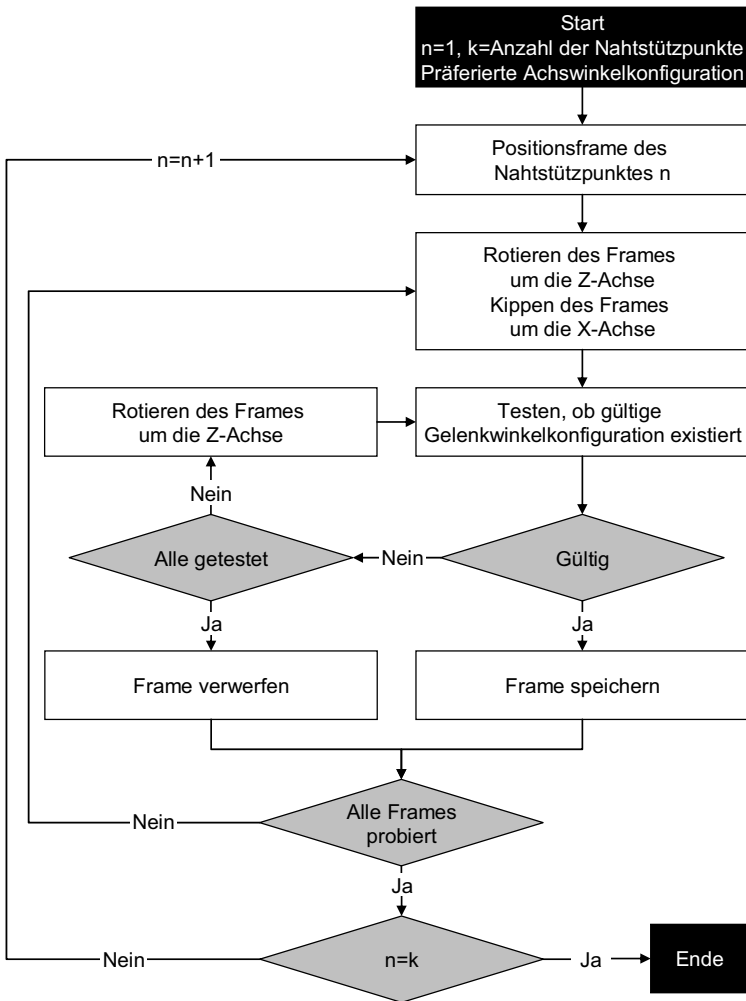 Start
n=1, k=Anzahl der Nahtstützpunkte
Präferierte Achswinkelkonfiguration
n=n+1
Positionsframe des
Nahtstützpunktes n
Rotieren des Frames
um die Z-Achse
Kippen des Frames
um die X-Achse
Rotieren des Frames
um die Z-Achse
Testen, ob gültige
Gelenkwinkelkonfiguration existiert
Nein
Alle getestet
Nein
Gültig
Ja
Ja
Frame verwerfen
Frame speichern
Nein
Alle Frames
probiert
Ja
Nein
n=k
Ja
Ende